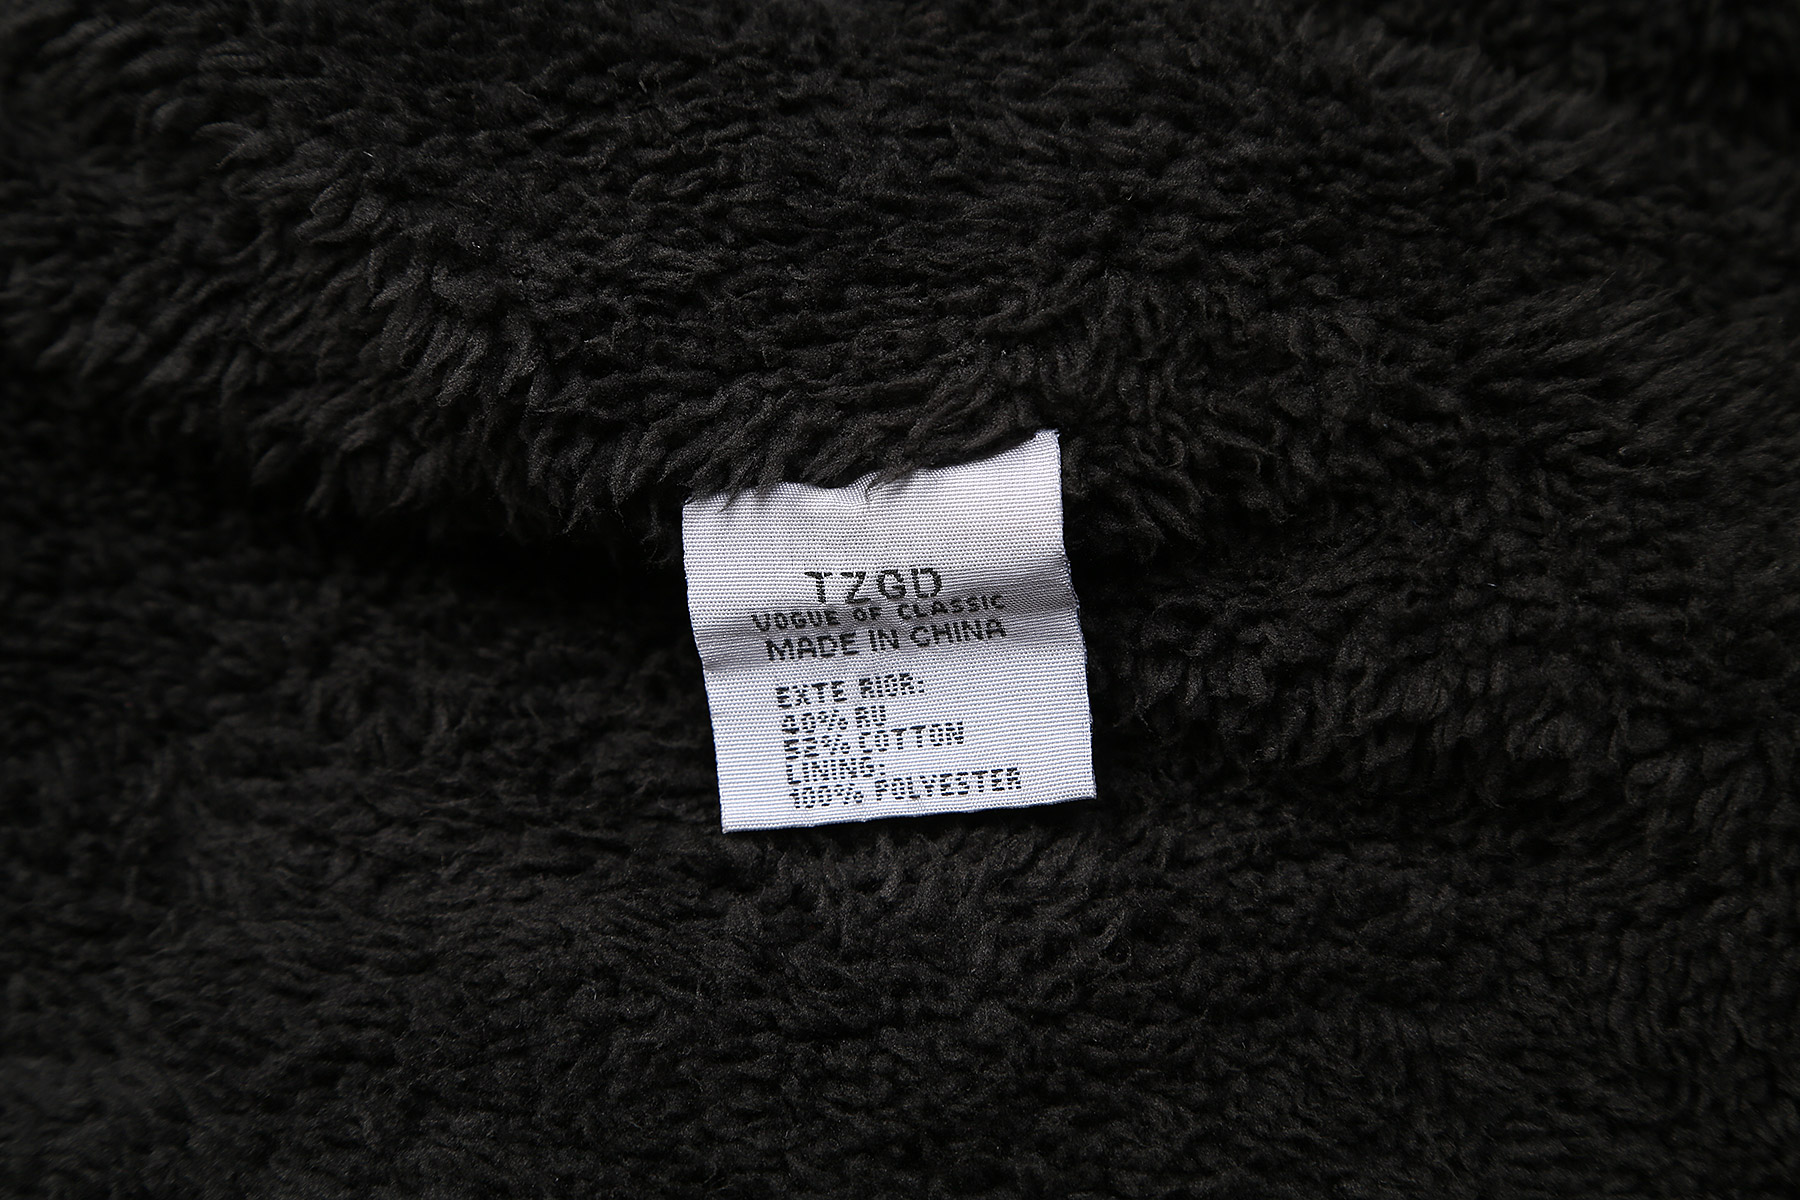 TZGD
VOGUE OF CLASSIC
MADE IN CHINA
EXTE RIOR:
40% RU
52% COTTON
LINING:
100% POLYESTER